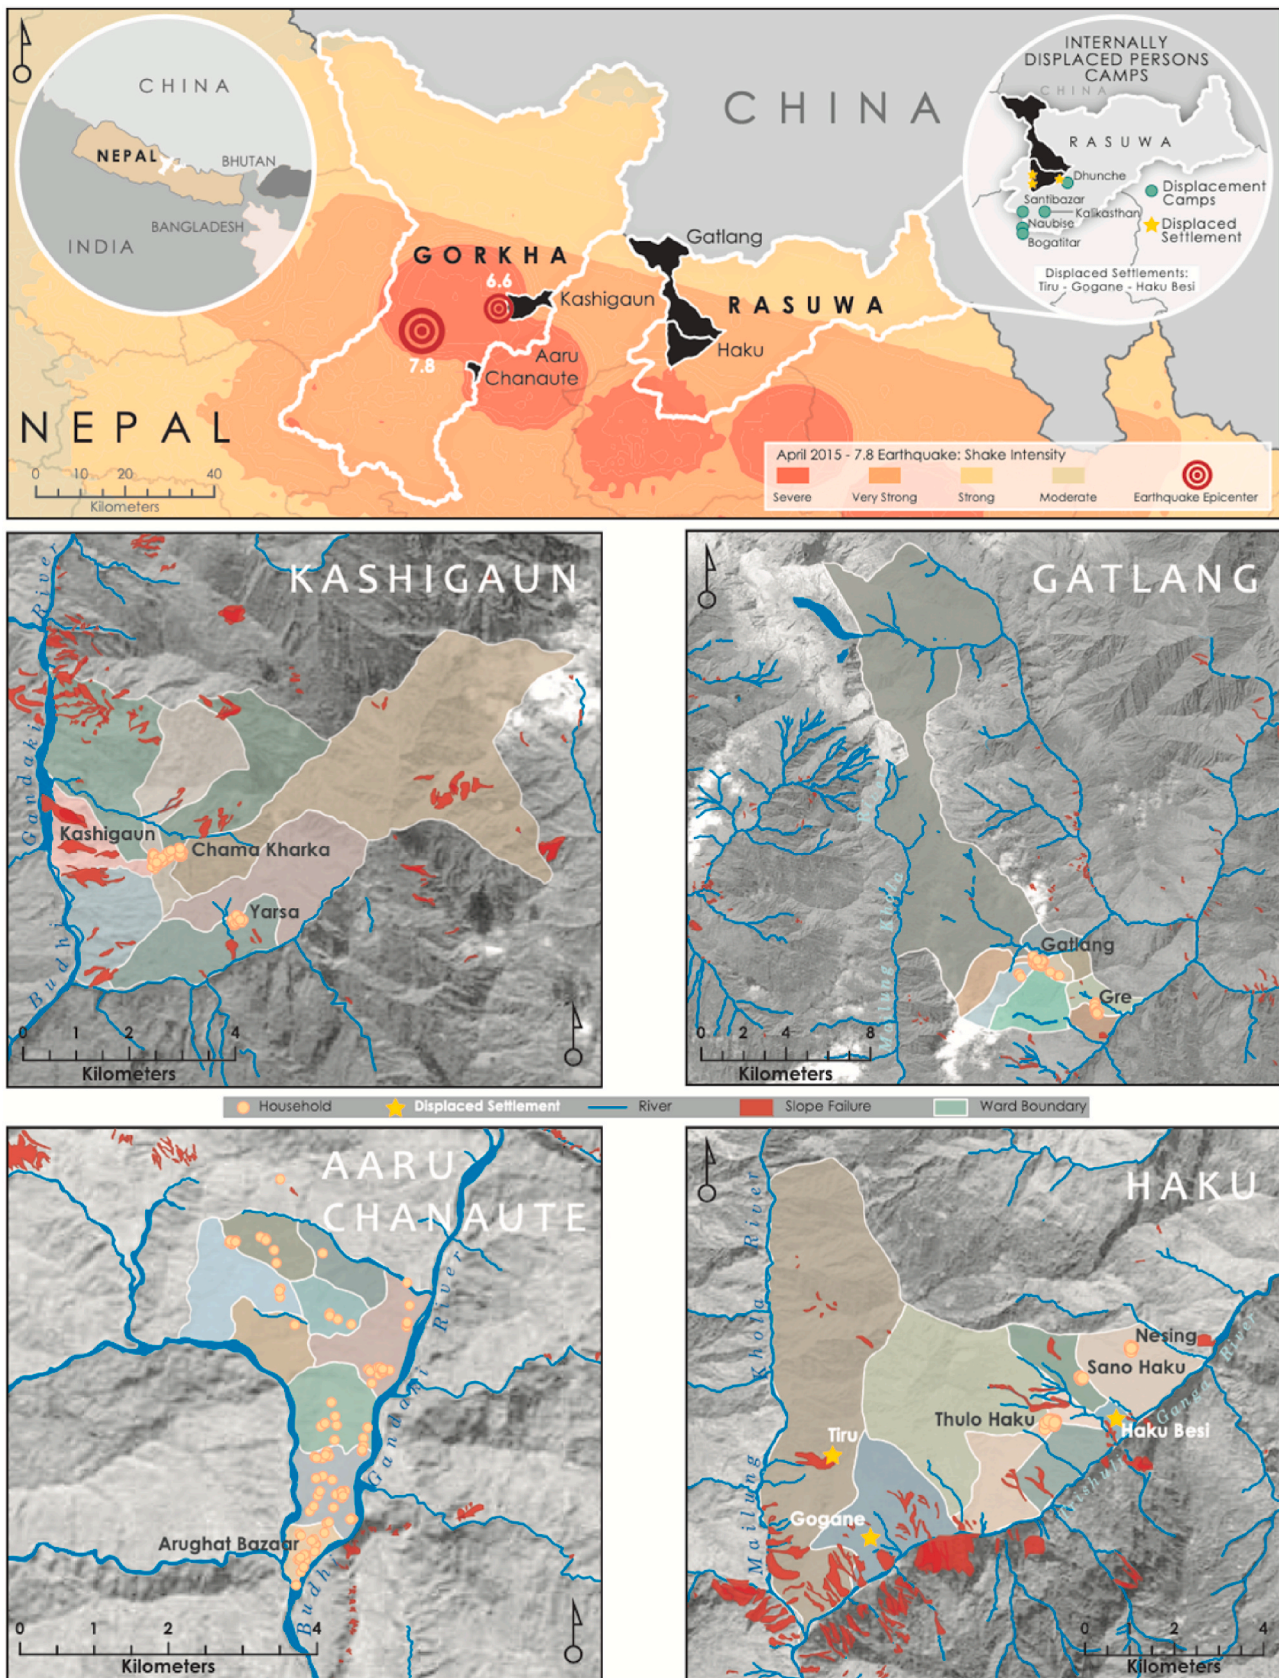 CHINA
NEPAL
BHUTAN
BANGLADESH
INDIA
CHINA
INTERNALLY
DISPLACED PERSONS
CAMPS
CHINA
RASUWA
Dhunche
Santibazar
Kalikasthan
Naubise
Bogatitar
Displacement
Camps
Displaced
Settlement
Displaced Settlements:
Tiru - Gogane - Haku Besi
GORKHA
6.6
7.8
Kashigaun
Aaru
Chanaute
Gatlang
RASUWA
Haku
NEPAL
0 10 20 40
Kilometers
April 2015 - 7.8 Earthquake: Shake Intensity
Severe Very Strong Strong Moderate Earthquake Epicenter
KASHIGAUN
Budhi Gandaki River
Kashigaun
Chama Kharka
Yarsa
0 2 4
Kilometers
GATLANG
Gatlang
Gre
0 2 4 8
Kilometers
Household Displaced Settlement River Slope Failure Ward Boundary
AARU
CHANAUTE
Budhi Gandaki River
Arughat Bazaar
0 2 4
Kilometers
HAKU
Mailung Khola River
Nesing
Sano Haku
Thulo Haku
Haku Besi
Tiru
Gogane
Ganga River
0 1 2 4
Kilometers